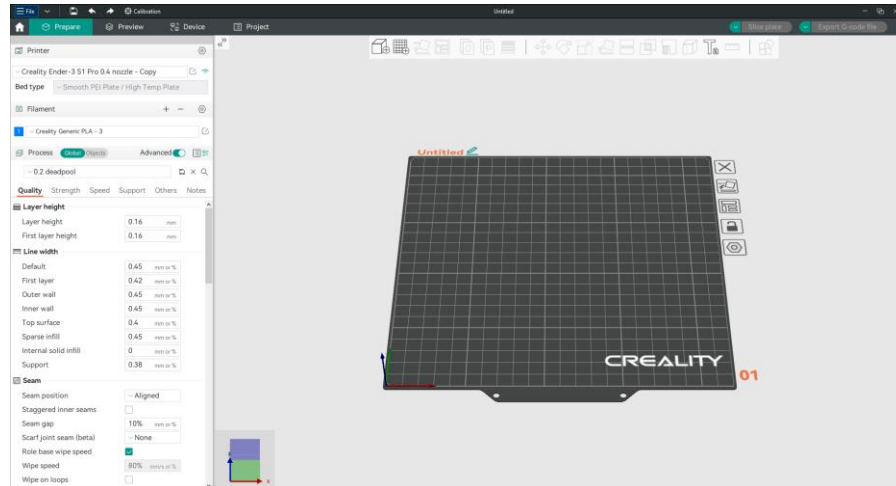 File Calibration Untitled
Prepare Preview Device Project Slice plate Export G-code file
Printer
Creality Ender-3 S1 Pro 0.4 nozzle - Copy
Bed type Smooth PEI Plate / High Temp Plate
Filament + -
1 Creality Generic PLA - 3
Process Global Objects Advanced
0.2 deadpool
Quality Strength Speed Support Others Notes
Layer height
Layer height 0.16 mm
First layer height 0.16 mm
Line width
Default 0.45 mm or %
First layer 0.42 mm or %
Outer wall 0.45 mm or %
Inner wall 0.45 mm or %
Top surface 0.4 mm or %
Sparse infill 0.45 mm or %
Internal solid infill 0 mm or %
Support 0.38 mm or %
Seam
Seam position Aligned
Staggered inner seams
Seam gap 10% mm or %
Scarf joint seam (beta) None
Role base wipe speed
Wipe speed 80% mm/s or %
Wipe on loops
Untitled
CREALITY
01
x